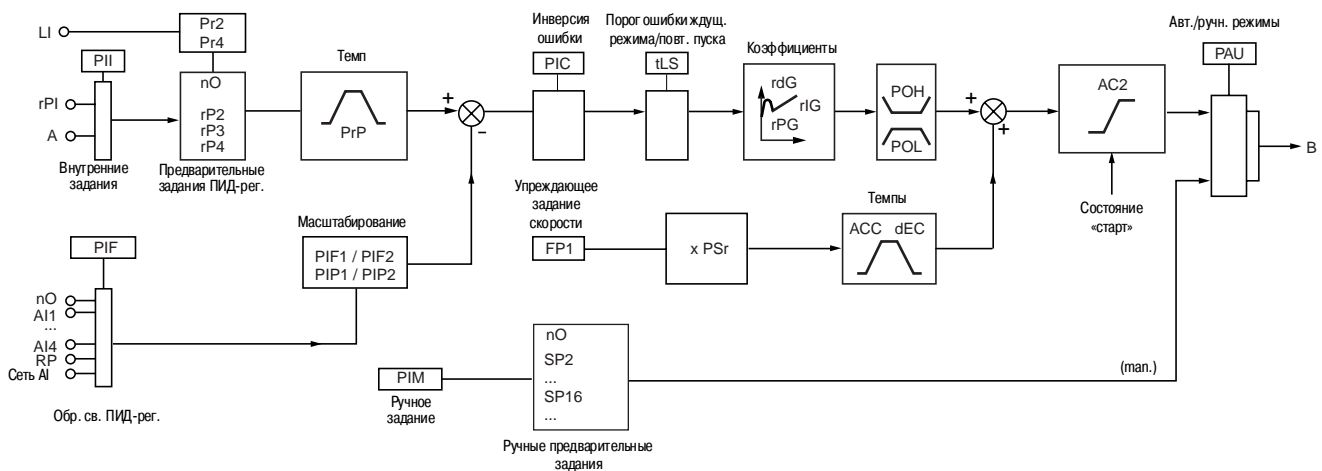 LI
Pr2
Pr4
PII
rPI
A
Внутренние
задания
nO
rP2
rP3
rP4
Предварительные
задания ПИД-рег.
Темп
PrP
+
–
Инверсия
ошибки
PIC
Порог ошибки ждущ.
режима/повт. пуска
tLS
Коэффициенты
rdG
rIG
rPG
POH
POL
+
+
AC2
Состояние
«старт»
Авт./ручн. режимы
PAU
B
PIF
nO
AI1
...
AI4
RP
Сеть AI
Обр. св. ПИД-рег.
Масштабирование
PIF1 / PIF2
PIP1 / PIP2
Упреждающее
задание
скорости
FP1
x PSr
Темпы
ACC dEC
PIM
Ручное
задание
nO
SP2
...
SP16
...
Ручные предварительные
задания
(man.)